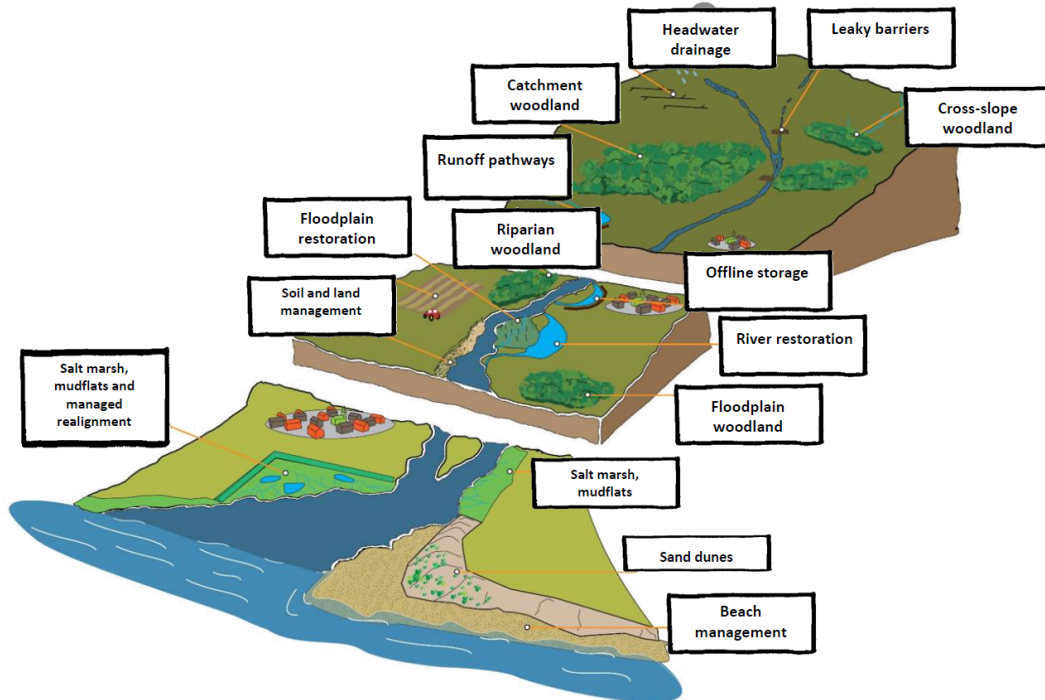 Headwater
drainage
Leaky barriers
Catchment
woodland
Cross-slope
woodland
Runoff pathways
Floodplain
restoration
Riparian
woodland
Offline storage
Soil and land
management
River restoration
Salt marsh,
mudflats and
managed
realignment
Floodplain
woodland
Salt marsh,
mudflats
Sand dunes
Beach
management